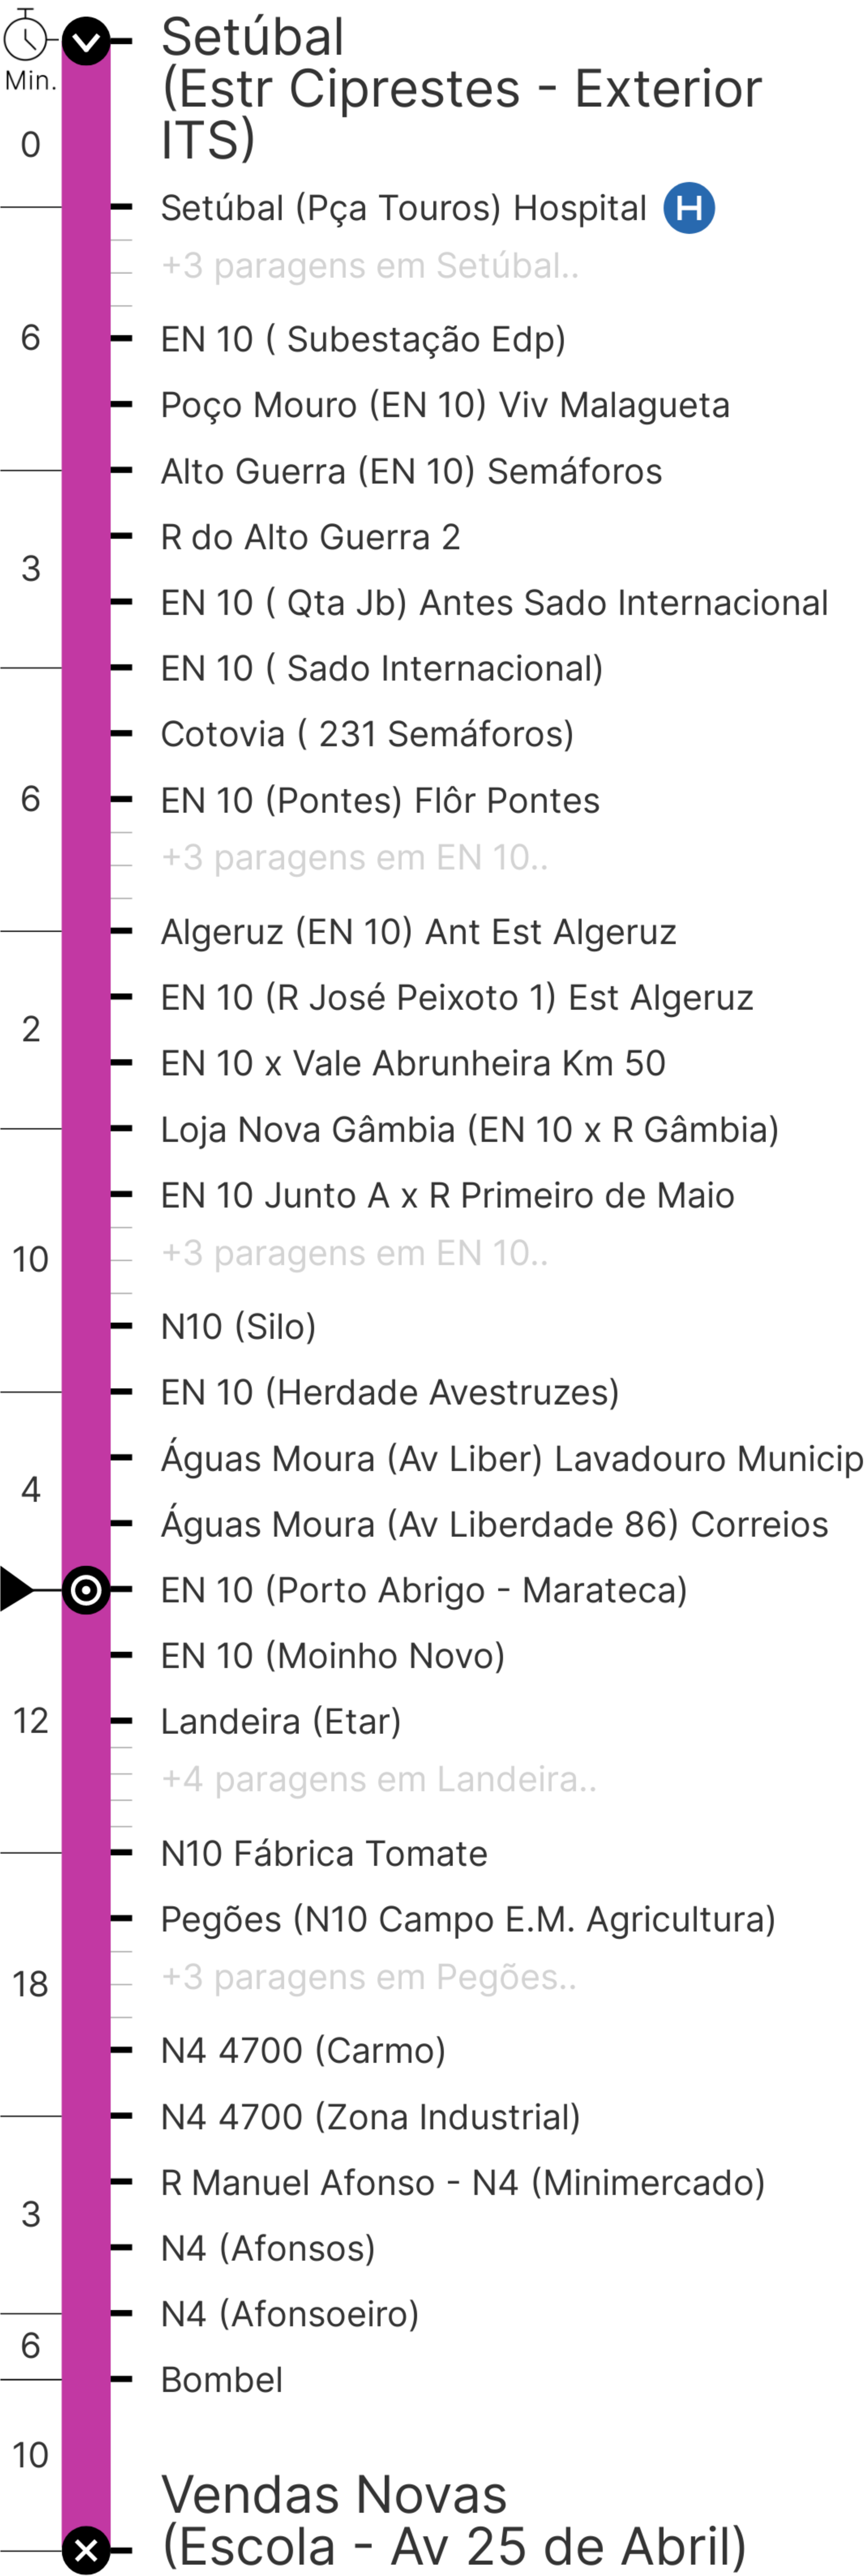 Setúbal
(Estr Ciprestes - Exterior
ITS)
Min.
0
Setúbal (Pça Touros) Hospital H
+3 paragens em Setúbal..
6
EN 10 ( Subestação Edp)
Poço Mouro (EN 10) Viv Malagueta
Alto Guerra (EN 10) Semáforos
R do Alto Guerra 2
3
EN 10 ( Qta Jb) Antes Sado Internacional
EN 10 ( Sado Internacional)
Cotovia ( 231 Semáforos)
6
EN 10 (Pontes) Flôr Pontes
+3 paragens em EN 10..
Algeruz (EN 10) Ant Est Algeruz
EN 10 (R José Peixoto 1) Est Algeruz
2
EN 10 x Vale Abrunheira Km 50
Loja Nova Gâmbia (EN 10 x R Gâmbia)
EN 10 Junto A x R Primeiro de Maio
10
+3 paragens em EN 10..
N10 (Silo)
EN 10 (Herdade Avestruzes)
Águas Moura (Av Liber) Lavadouro Municip
4
Águas Moura (Av Liberdade 86) Correios
EN 10 (Porto Abrigo - Marateca)
EN 10 (Moinho Novo)
12
Landeira (Etar)
+4 paragens em Landeira..
N10 Fábrica Tomate
Pegões (N10 Campo E.M. Agricultura)
18
+3 paragens em Pegões..
N4 4700 (Carmo)
N4 4700 (Zona Industrial)
R Manuel Afonso - N4 (Minimercado)
3
N4 (Afonsos)
N4 (Afonsoeiro)
6
Bombel
10
Vendas Novas
(Escola - Av 25 de Abril)